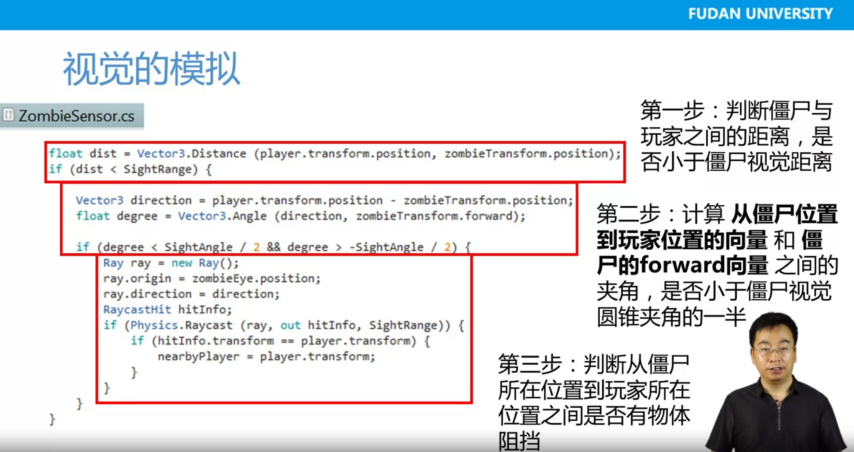 FUDAN UNIVERSITY
视觉的模拟
ZombieSensor.cs
float dist = Vector3.Distance (player.transform.position, zombieTransform.position);
if (dist < SightRange) {
Vector3 direction = player.transform.position - zombieTransform.position;
float degree = Vector3.Angle (direction, zombieTransform.forward);
if (degree < SightAngle / 2 && degree > -SightAngle / 2) {
Ray ray = new Ray();
ray.origin = zombieEye.position;
ray.direction = direction;
RaycastHit hitInfo;
if (Physics.Raycast (ray, out hitInfo, SightRange)) {
if (hitInfo.transform == player.transform) {
nearbyPlayer = player.transform;
}
}
}
}
第一步：判断僵尸与
玩家之间的距离，是
否小于僵尸视觉距离
第二步：计算 从僵尸位置
到玩家位置的向量 和 僵
尸的forward向量 之间的
夹角，是否小于僵尸视觉
圆锥夹角的一半
第三步：判断从僵尸
所在位置到玩家所在
位置之间是否有物体
阻挡